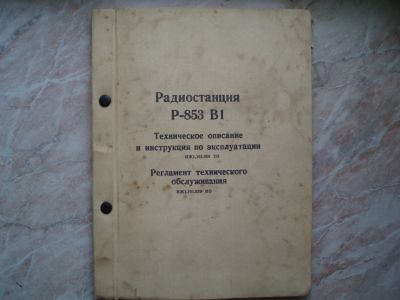 Радиостанция
Р-853 В1
Техническое описание
и инструкция по эксплуатации
Регламент технического
обслуживания